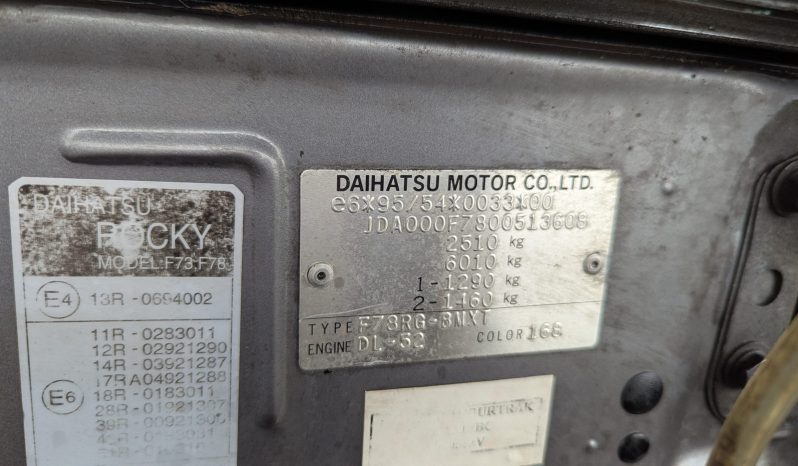 DAIHATSU
ROCKY
MODEL:F73,F78
E4 13R-0694002
11R-0283011
12R-02921290
14R-03921287
17RA04921288
E6 18R-0183011
DAIHATSU MOTOR CO.,LTD.
e6*95/54*0033*00
JDA000F7800513608
2510 kg
6010 kg
1-1290 kg
2-1460 kg
TYPE F78RG-BMXT
ENGINE DL-52 COLOR 168